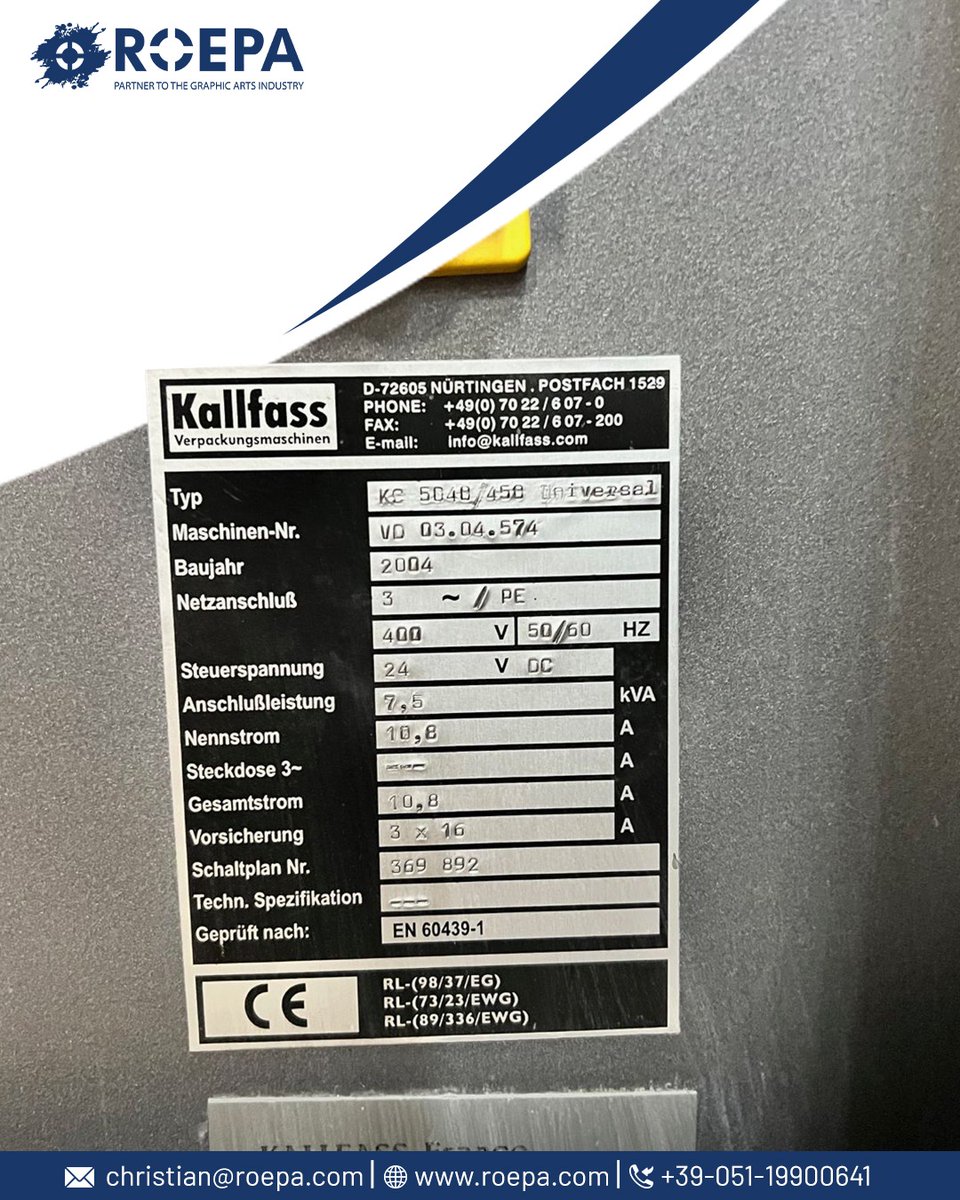 ROEPA
PARTNER TO THE GRAPHIC ARTS INDUSTRY
Kallfass
Verpackungsmaschinen
D-72605 NÜRTINGEN . POSTFACH 1529
PHONE: +49(0) 70 22 / 6 07 - 0
FAX: +49(0) 70 22 / 6 07 - 200
E-mail: info@kallfass.com
Typ KC 5040/450 Universal
Maschinen-Nr. VD 03.04.574
Baujahr 2004
Netzanschluß 3 ~ / PE
400 V 50/60 HZ
Steuerspannung 24 V DC
Anschlußleistung 7,5 kVA
Nennstrom 10,8 A
Steckdose 3~ --- A
Gesamtstrom 10,8 A
Vorsicherung 3 x 16 A
Schaltplan Nr. 369 892
Techn. Spezifikation ---
Geprüft nach: EN 60439-1
CE
RL-(98/37/EG)
RL-(73/23/EWG)
RL-(89/336/EWG)
KALLFASS france
christian@roepa.com | www.roepa.com | +39-051-19900641